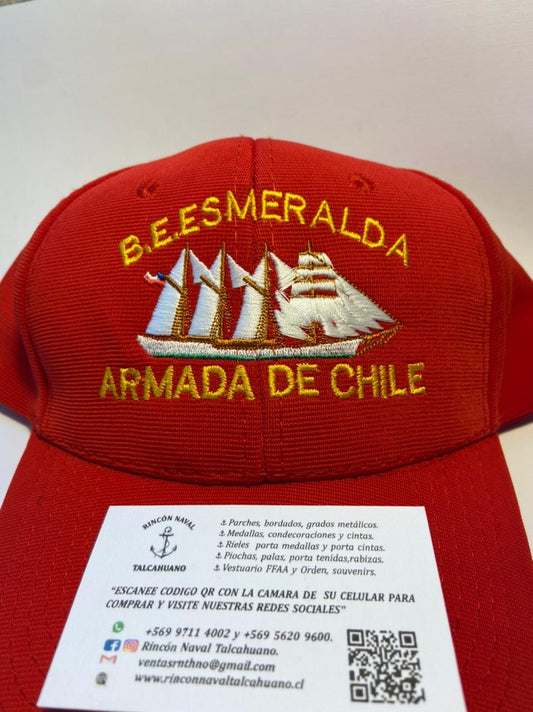 B.E.ESMERALDA
ARMADA DE CHILE
RINCÓN NAVAL
TALCAHUANO
Parches, bordados, grados metálicos.
Medallas, condecoraciones y cintas.
Rieles porta medallas y porta cintas.
Piochas, palas, porta tenidas,rabizas.
Vestuario FFAA y Orden, souvenirs.
"ESCANEE CODIGO QR CON LA CAMARA DE SU CELULAR PARA
COMPRAR Y VISITE NUESTRAS REDES SOCIALES"
+569 9711 4002 y +569 5620 9600.
Rincón Naval Talcahuano.
ventasrnthno@gmail.com
www.rinconnavaltalcahuano.cl